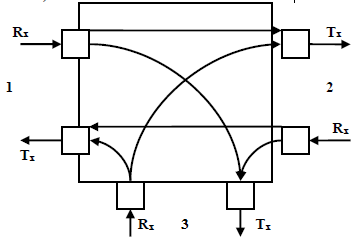 Rx Tx
1 2
Rx
Tx
Rx 3 Tx